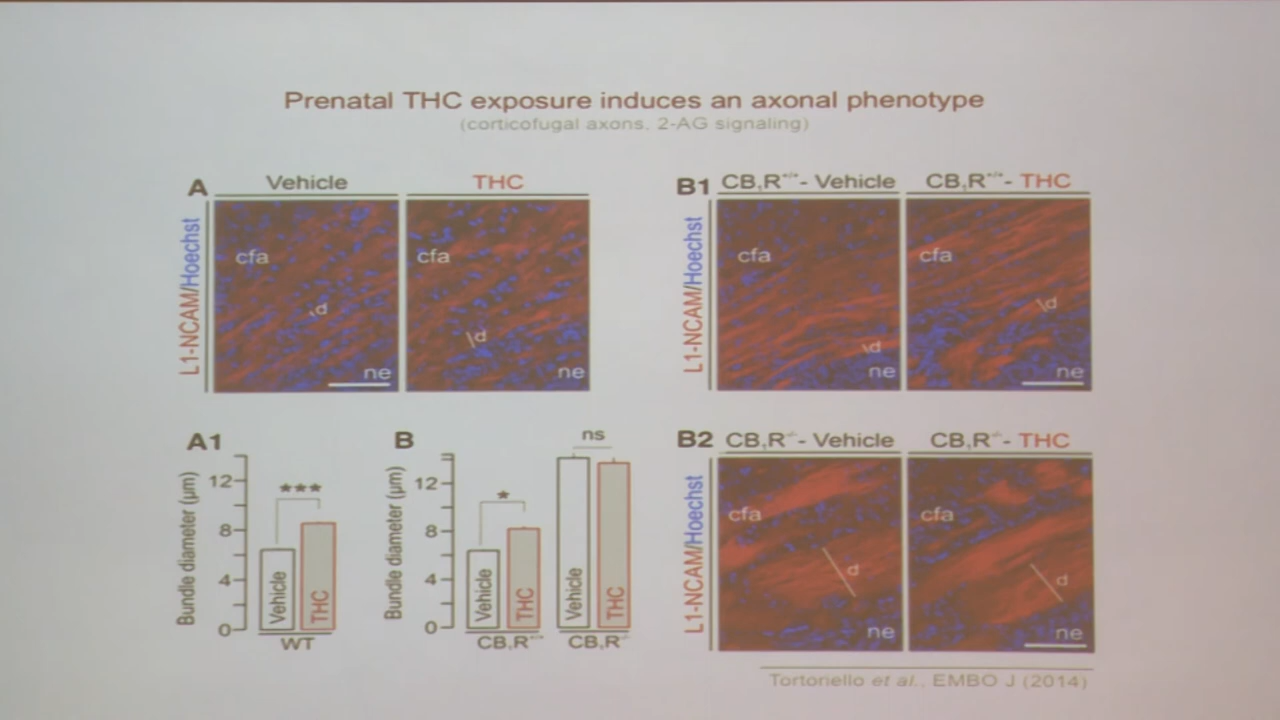 Prenatal THC exposure induces an axonal phenotype
(corticofugal axons, 2-AG signaling)
A
Vehicle
THC
L1-NCAM/Hoechst
cfa
d
ne
cfa
d
ne
B1
CB₁R⁺/⁺- Vehicle
CB₁R⁺/⁺- THC
L1-NCAM/Hoechst
cfa
d
ne
cfa
d
ne
A1
Bundle diameter (μm)
12
8
4
0
***
Vehicle
THC
WT
B
Bundle diameter (μm)
12
8
4
0
*
ns
Vehicle
THC
Vehicle
THC
CB₁R⁺/⁺
CB₁R⁻/⁻
B2
CB₁R⁻/⁻- Vehicle
CB₁R⁻/⁻- THC
L1-NCAM/Hoechst
cfa
d
ne
cfa
d
ne
Tortoriello et al., EMBO J (2014)